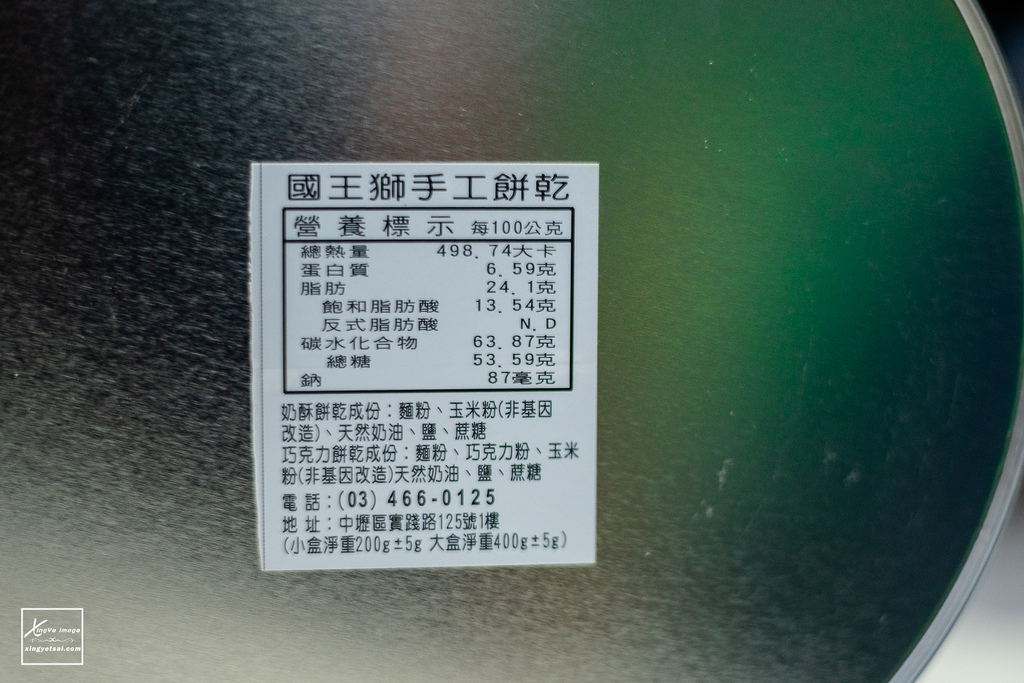 國王獅手工餅乾
營養標示 每100公克
總熱量 498.74大卡
蛋白質 6.59克
脂肪 24.1克
飽和脂肪酸 13.54克
反式脂肪酸 N.D
碳水化合物 63.87克
總糖 53.59克
鈉 87毫克
奶酥餅乾成份：麵粉、玉米粉(非基因
改造)、天然奶油、鹽、蔗糖
巧克力餅乾成份：麵粉、巧克力粉、玉米
粉(非基因改造)天然奶油、鹽、蔗糖
電話：(03) 466-0125
地址：中壢區實踐路125號1樓
(小盒淨重200g±5g 大盒淨重400g±5g)
XingYe Image
xingyetsai.com